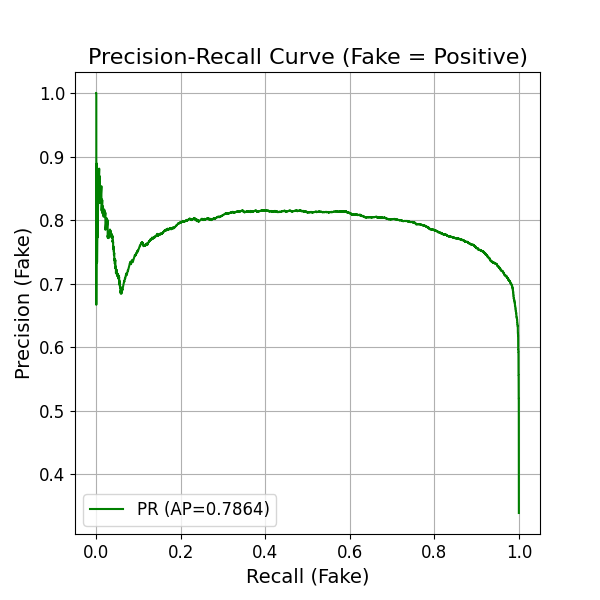 Precision-Recall Curve (Fake = Positive)
1.0
0.9
0.8
0.7
0.6
0.5
0.4
Precision (Fake)
PR (AP=0.7864)
0.0 0.2 0.4 0.6 0.8 1.0
Recall (Fake)